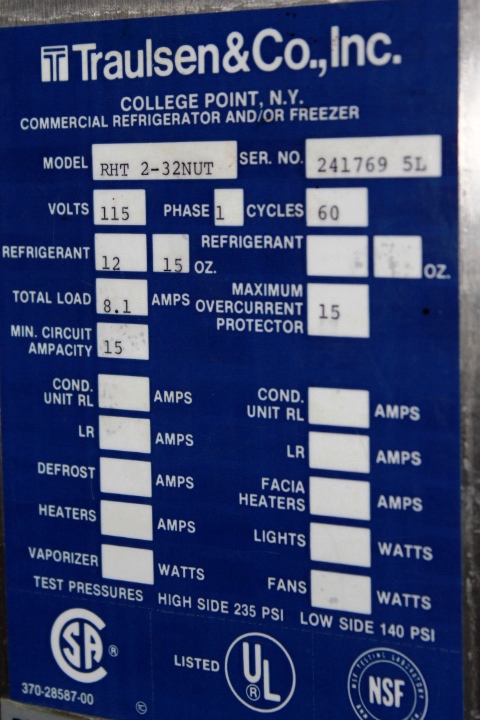 Traulsen&Co.,Inc.
COLLEGE POINT, N.Y.
COMMERCIAL REFRIGERATOR AND/OR FREEZER
MODEL RHT 2-32NUT SER. NO. 241769 5L
VOLTS 115 PHASE 1 CYCLES 60
REFRIGERANT 12 15 OZ. REFRIGERANT OZ.
TOTAL LOAD 8.1 AMPS MAXIMUM OVERCURRENT PROTECTOR 15
MIN. CIRCUIT AMPACITY 15
COND. UNIT RL AMPS COND. UNIT RL AMPS
LR AMPS LR AMPS
DEFROST AMPS FACIA HEATERS AMPS
HEATERS AMPS LIGHTS WATTS
VAPORIZER WATTS FANS WATTS
TEST PRESSURES HIGH SIDE 235 PSI LOW SIDE 140 PSI
SA ® LISTED UL ® NSF
370-28587-00